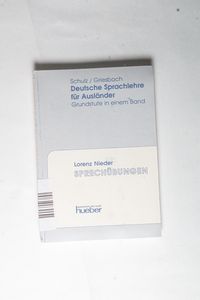 Schulz / Griesbach
Deutsche Sprachlehre
für Ausländer
Grundstufe in einem Band
Lorenz Nieder
SPRECHÜBUNGEN
hueber